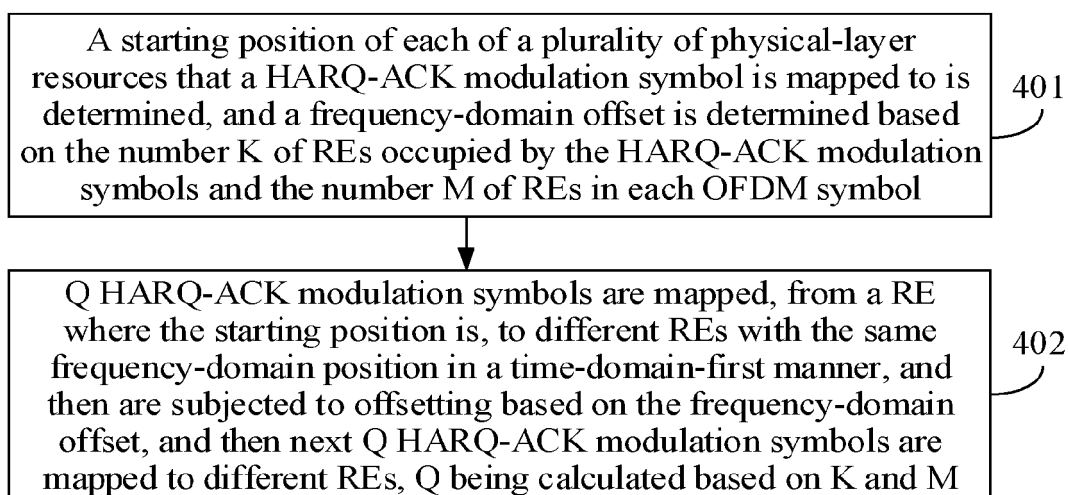 A starting position of each of a plurality of physical-layer
resources that a HARQ-ACK modulation symbol is mapped to is
determined, and a frequency-domain offset is determined based
on the number K of REs occupied by the HARQ-ACK modulation
symbols and the number M of REs in each OFDM symbol
401
Q HARQ-ACK modulation symbols are mapped, from a RE
where the starting position is, to different REs with the same
frequency-domain position in a time-domain-first manner, and
then are subjected to offsetting based on the frequency-domain
offset, and then next Q HARQ-ACK modulation symbols are
mapped to different REs, Q being calculated based on K and M
402